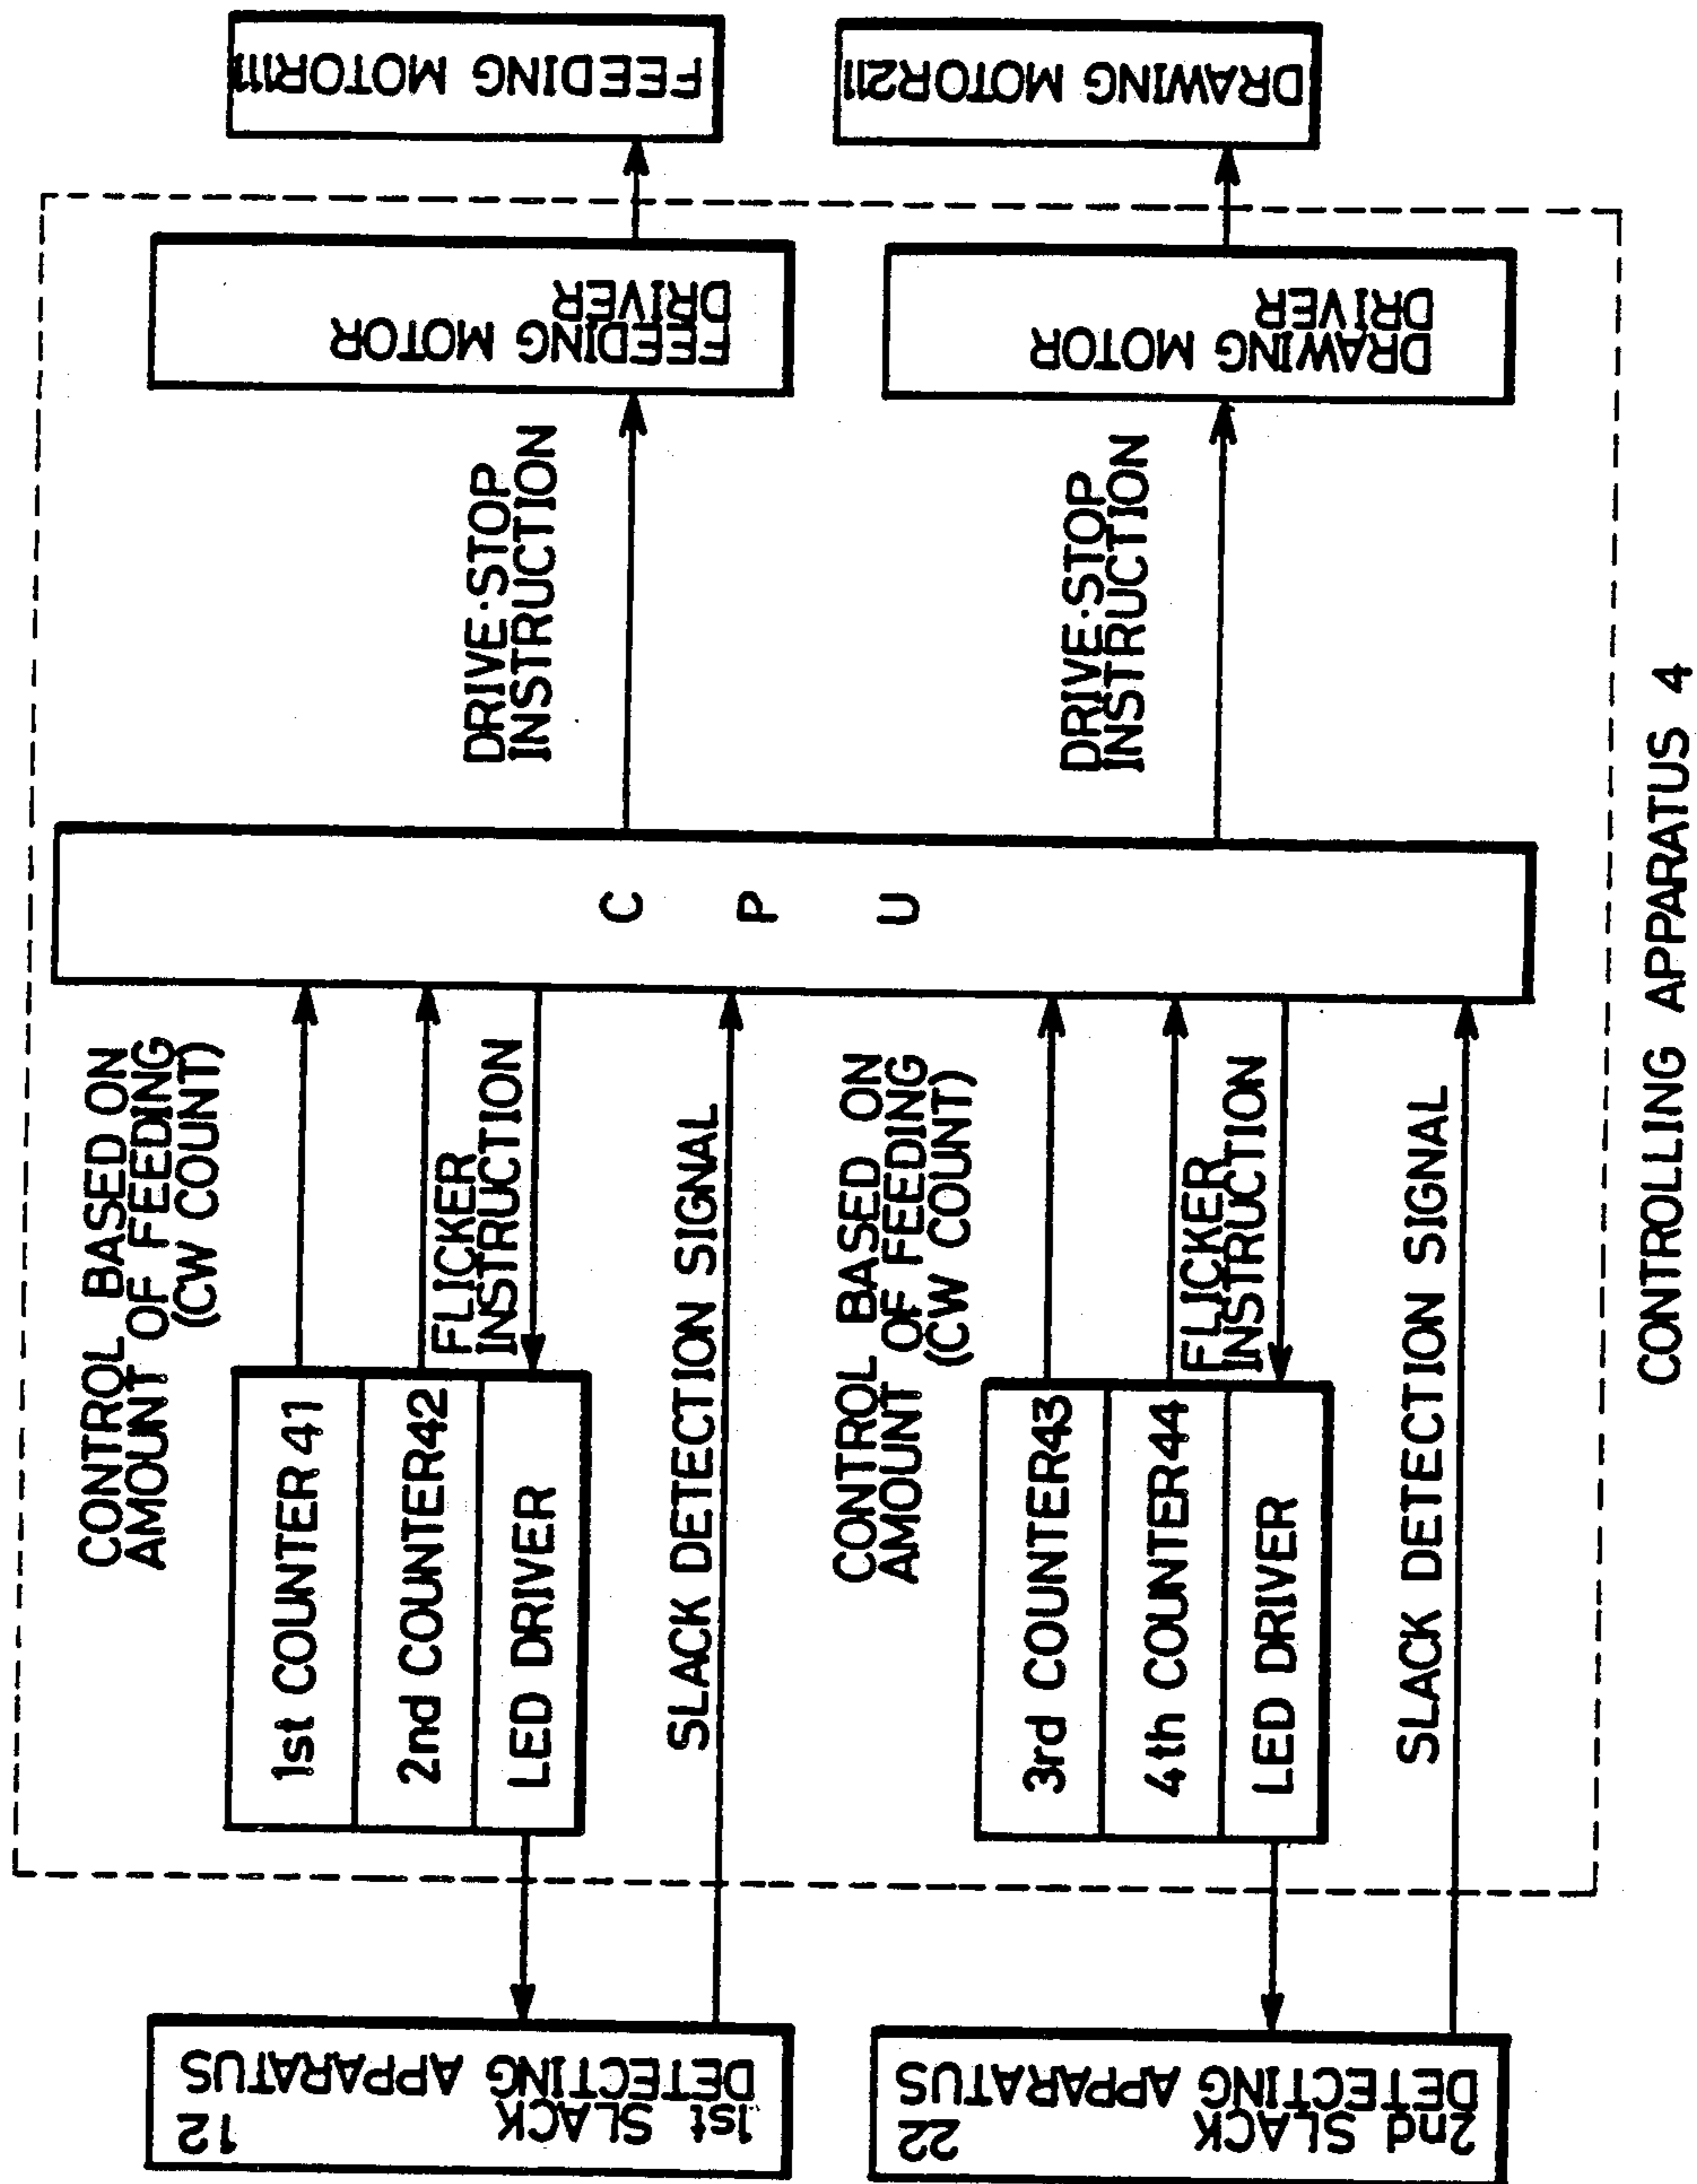 1st SLACK
DETECTING APPARATUS
12
2nd SLACK
DETECTING APPARATUS
22
CONTROL BASED ON
AMOUNT OF FEEDING
(CW COUNT)
1st COUNTER 41
2nd COUNTER42
LED DRIVER
FLICKER
INSTRUCTION
SLACK DETECTION SIGNAL
CONTROL BASED ON
AMOUNT OF FEEDING
(CW COUNT)
3rd COUNTER43
4th COUNTER44
LED DRIVER
FLICKER
INSTRUCTION
SLACK DETECTION SIGNAL
C P U
DRIVE·STOP
INSTRUCTION
DRIVE·STOP
INSTRUCTION
FEEDING MOTOR
DRIVER
DRAWING MOTOR
DRIVER
FEEDING MOTOR111
DRAWING MOTOR211
CONTROLLING APPARATUS 4